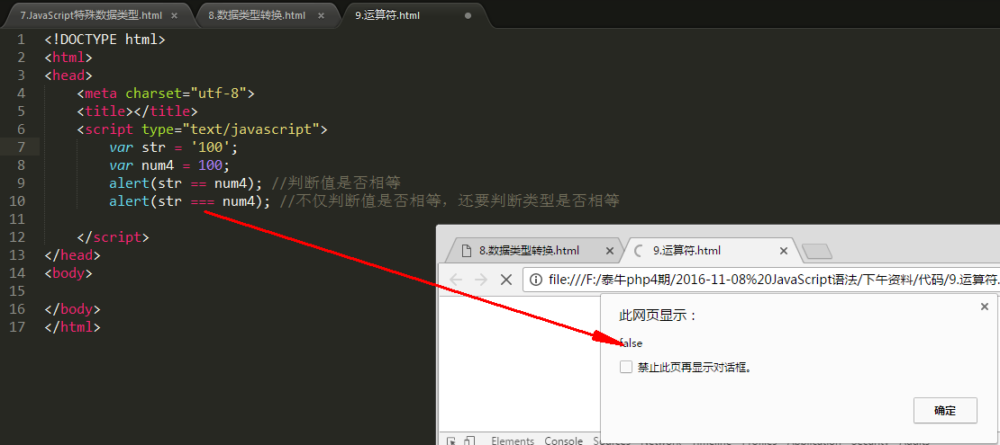 7.JavaScript特殊数据类型.html × 8.数据类型转换.html × 9.运算符.html
1 <!DOCTYPE html>
2 <html>
3 <head>
4 <meta charset="utf-8">
5 <title></title>
6 <script type="text/javascript">
7 var str = '100';
8 var num4 = 100;
9 alert(str == num4); //判断值是否相等
10 alert(str === num4); //不仅判断值是否相等，还要判断类型是否相等
11
12 </script>
13 </head>
14 <body>
15
16 </body>
17 </html>
8.数据类型转换.html × 9.运算符.html ×
file:///F:/泰牛php4期/2016-11-08%20JavaScript语法/下午资料/代码/9.运算符.
此网页显示：
false
禁止此页再显示对话框。
确定
Elements Console Sources Network Timeline Profiles Application Security Audits